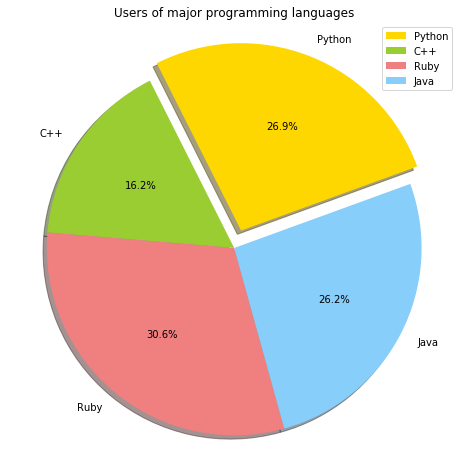 Users of major programming languages
Python
Python
C++
Ruby
Java
26.9%
C++
16.2%
26.2%
30.6%
Java
Ruby